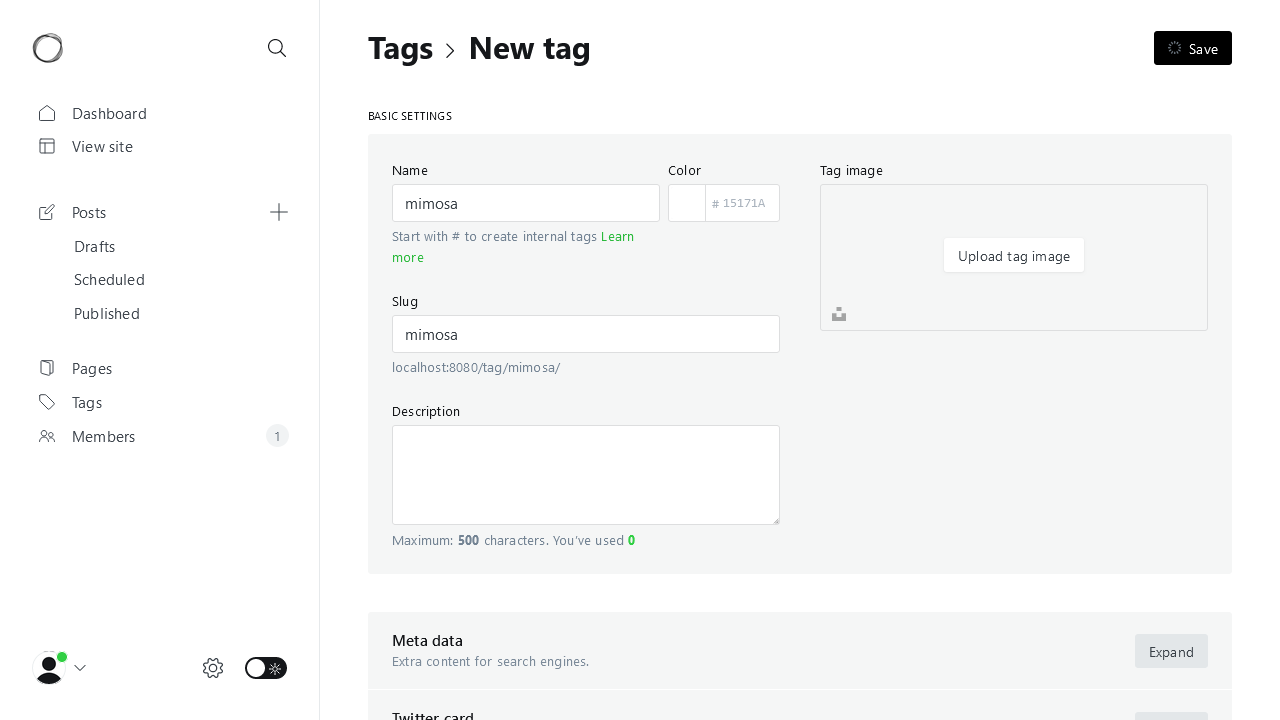 Dashboard
View site
Posts
Drafts
Scheduled
Published
Pages
Tags
Members
1
Tags > New tag
Save
BASIC SETTINGS
Name
mimosa
Start with # to create internal tags Learn
more
Color
# 15171A
Slug
mimosa
localhost:8080/tag/mimosa/
Description
Maximum: 500 characters. You've used 0
Tag image
Upload tag image
Meta data
Extra content for search engines.
Expand
Twitter card